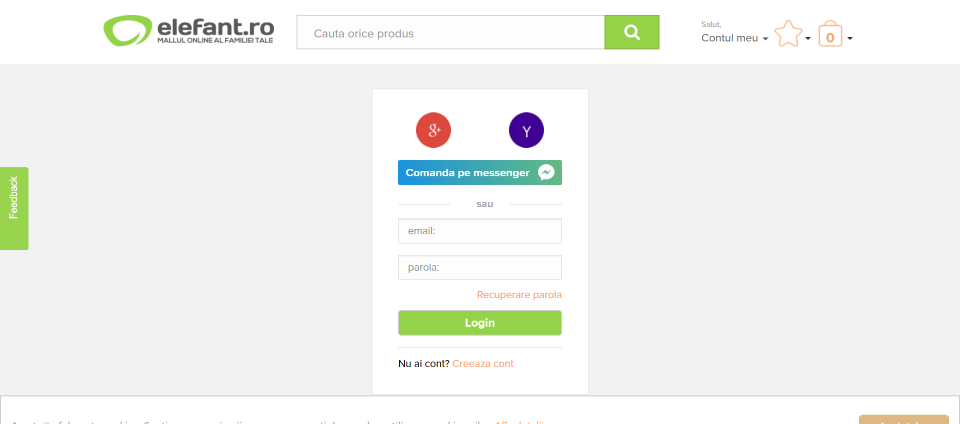 elefant.ro
MALLUL ONLINE AL FAMILIEI TALE
Cauta orice produs
Salut,
Contul meu
0
Feedback
g+
Y
Comanda pe messenger
sau
email:
parola:
Recuperare parola
Login
Nu ai cont? Creeaza cont